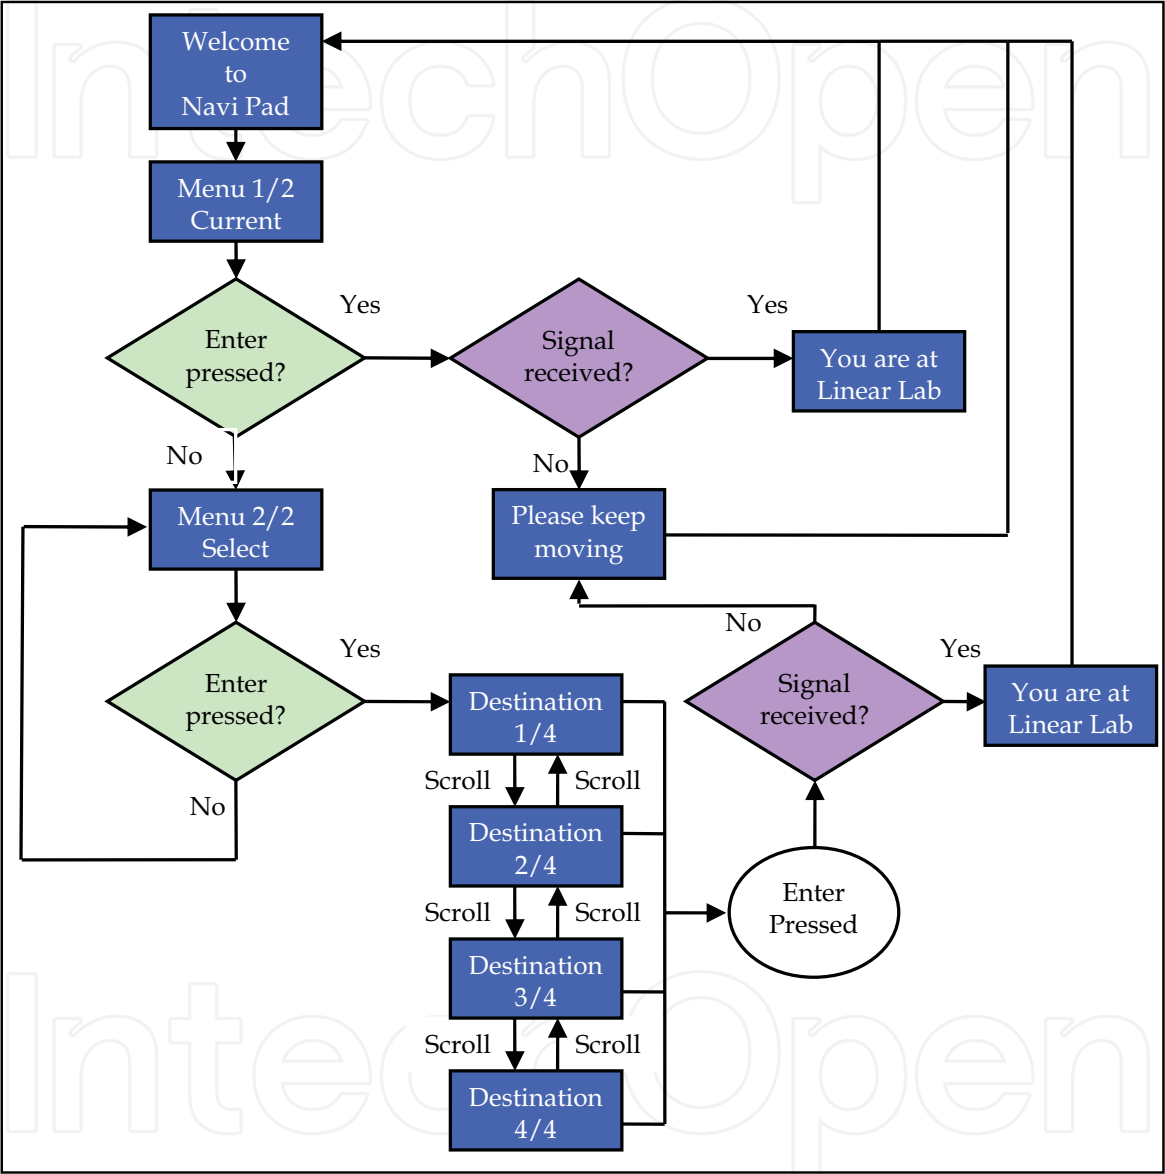 IntechOpen
Welcome
to
Navi Pad
Menu 1/2
Current
Enter
pressed?
Yes
Signal
received?
Yes
You are at
Linear Lab
No
No
Menu 2/2
Select
Please keep
moving
Enter
pressed?
Yes
No
Signal
received?
Yes
You are at
Linear Lab
No
Destination
1/4
Scroll
Scroll
Destination
2/4
Scroll
Scroll
Enter
Pressed
Destination
3/4
Scroll
Scroll
Destination
4/4
IntechOpen